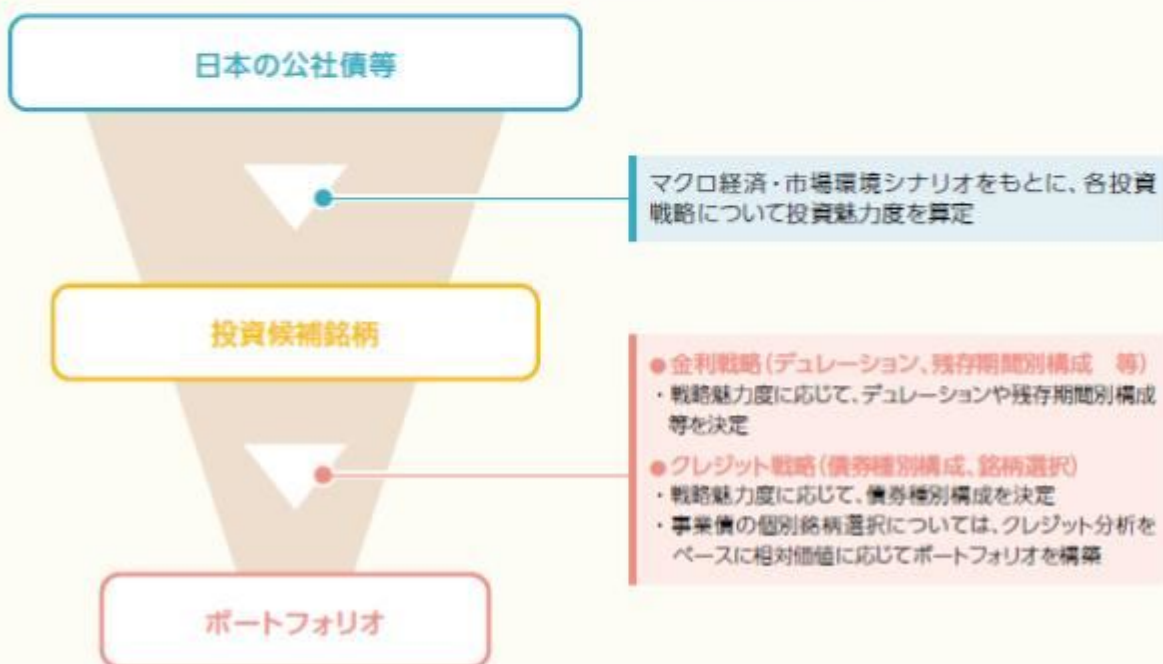 日本の公社債等
マクロ経済・市場環境シナリオをもとに、各投資
戦略について投資魅力度を算定
投資候補銘柄
●金利戦略(デュレーション、残存期間別構成　等)
・戦略魅力度に応じて、デュレーションや残存期間別構成
等を決定
●クレジット戦略(債券種別構成、銘柄選択)
・戦略魅力度に応じて、債券種別構成を決定
・事業債の個別銘柄選択については、クレジット分析を
ベースに相対価値に応じてポートフォリオを構築
ポートフォリオ